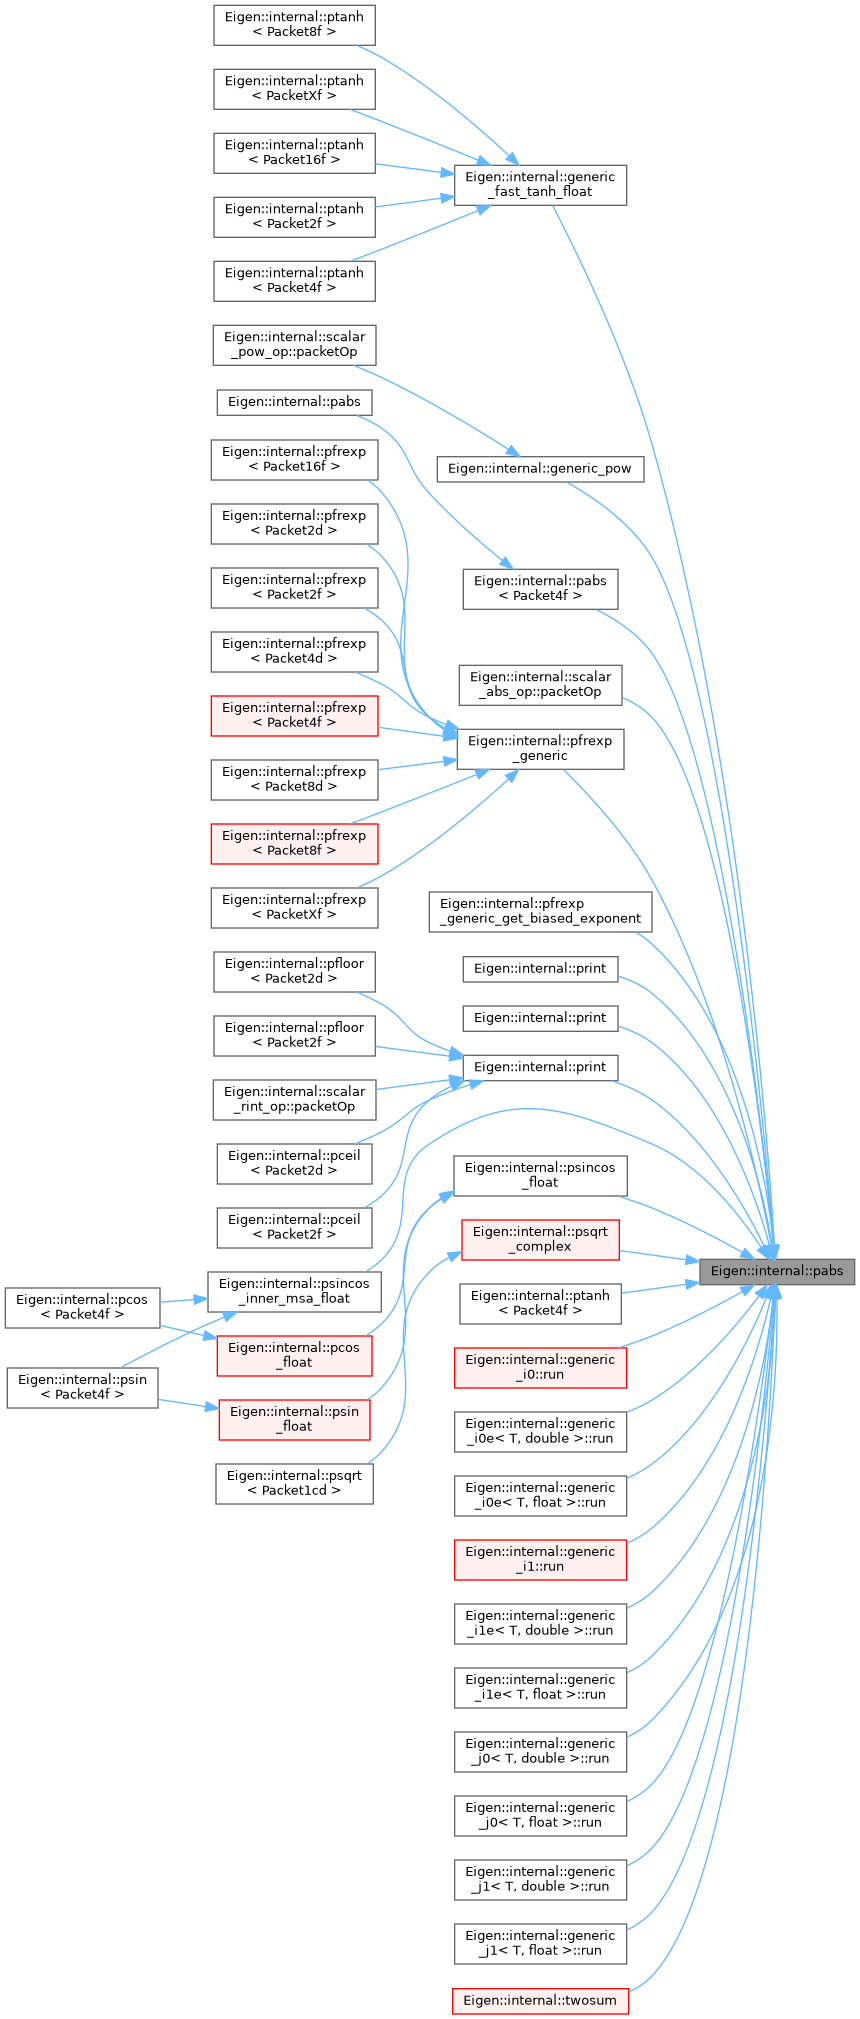 Eigen::internal::ptanh
< Packet8f >
Eigen::internal::ptanh
< PacketXf >
Eigen::internal::ptanh
< Packet16f >
Eigen::internal::generic
_fast_tanh_float
Eigen::internal::ptanh
< Packet2f >
Eigen::internal::ptanh
< Packet4f >
Eigen::internal::scalar
_pow_op::packetOp
Eigen::internal::pabs
Eigen::internal::pfrexp
< Packet16f >
Eigen::internal::generic_pow
Eigen::internal::pfrexp
< Packet2d >
Eigen::internal::pfrexp
< Packet2f >
Eigen::internal::pabs
< Packet4f >
Eigen::internal::pfrexp
< Packet4d >
Eigen::internal::scalar
_abs_op::packetOp
Eigen::internal::pfrexp
< Packet4f >
Eigen::internal::pfrexp
_generic
Eigen::internal::pfrexp
< Packet8d >
Eigen::internal::pfrexp
< Packet8f >
Eigen::internal::pfrexp
< PacketXf >
Eigen::internal::pfrexp
_generic_get_biased_exponent
Eigen::internal::pfloor
< Packet2d >
Eigen::internal::print
Eigen::internal::pfloor
< Packet2f >
Eigen::internal::print
Eigen::internal::print
Eigen::internal::scalar
_rint_op::packetOp
Eigen::internal::pceil
< Packet2d >
Eigen::internal::psincos
_float
Eigen::internal::pceil
< Packet2f >
Eigen::internal::psqrt
_complex
Eigen::internal::pabs
Eigen::internal::psincos
_inner_msa_float
Eigen::internal::pcos
< Packet4f >
Eigen::internal::ptanh
< Packet4f >
Eigen::internal::pcos
_float
Eigen::internal::generic
_i0::run
Eigen::internal::psin
< Packet4f >
Eigen::internal::psin
_float
Eigen::internal::generic
_i0e< T, double >::run
Eigen::internal::psqrt
< Packet1cd >
Eigen::internal::generic
_i0e< T, float >::run
Eigen::internal::generic
_i1::run
Eigen::internal::generic
_i1e< T, double >::run
Eigen::internal::generic
_i1e< T, float >::run
Eigen::internal::generic
_j0< T, double >::run
Eigen::internal::generic
_j0< T, float >::run
Eigen::internal::generic
_j1< T, double >::run
Eigen::internal::generic
_j1< T, float >::run
Eigen::internal::twosum